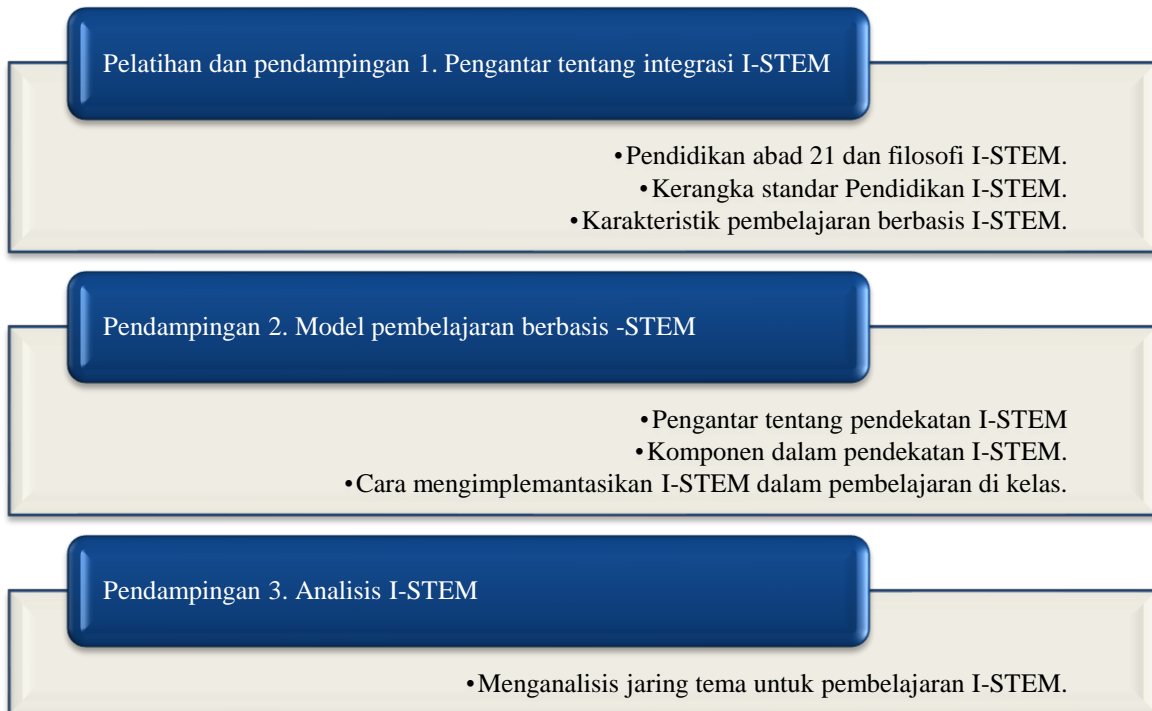 Pelatihan dan pendampingan 1. Pengantar tentang integrasi I-STEM
•Pendidikan abad 21 dan filosofi I-STEM.
•Kerangka standar Pendidikan I-STEM.
•Karakteristik pembelajaran berbasis I-STEM.
Pendampingan 2. Model pembelajaran berbasis -STEM
•Pengantar tentang pendekatan I-STEM
•Komponen dalam pendekatan I-STEM.
•Cara mengimplemantasikan I-STEM dalam pembelajaran di kelas.
Pendampingan 3. Analisis I-STEM
•Menganalisis jaring tema untuk pembelajaran I-STEM.